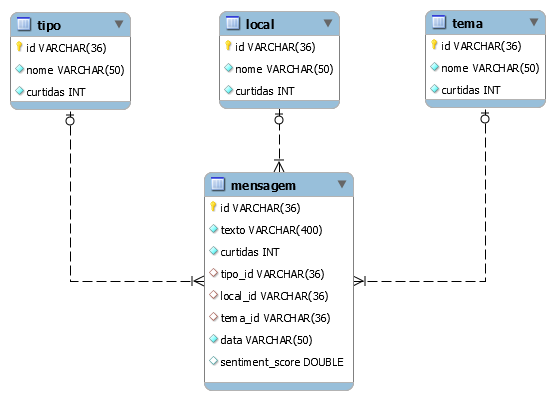 tipo
id VARCHAR(36)
nome VARCHAR(50)
curtidas INT
local
id VARCHAR(36)
nome VARCHAR(50)
curtidas INT
tema
id VARCHAR(36)
nome VARCHAR(50)
curtidas INT
mensagem
id VARCHAR(36)
texto VARCHAR(400)
curtidas INT
tipo_id VARCHAR(36)
local_id VARCHAR(36)
tema_id VARCHAR(36)
data VARCHAR(50)
sentiment_score DOUBLE